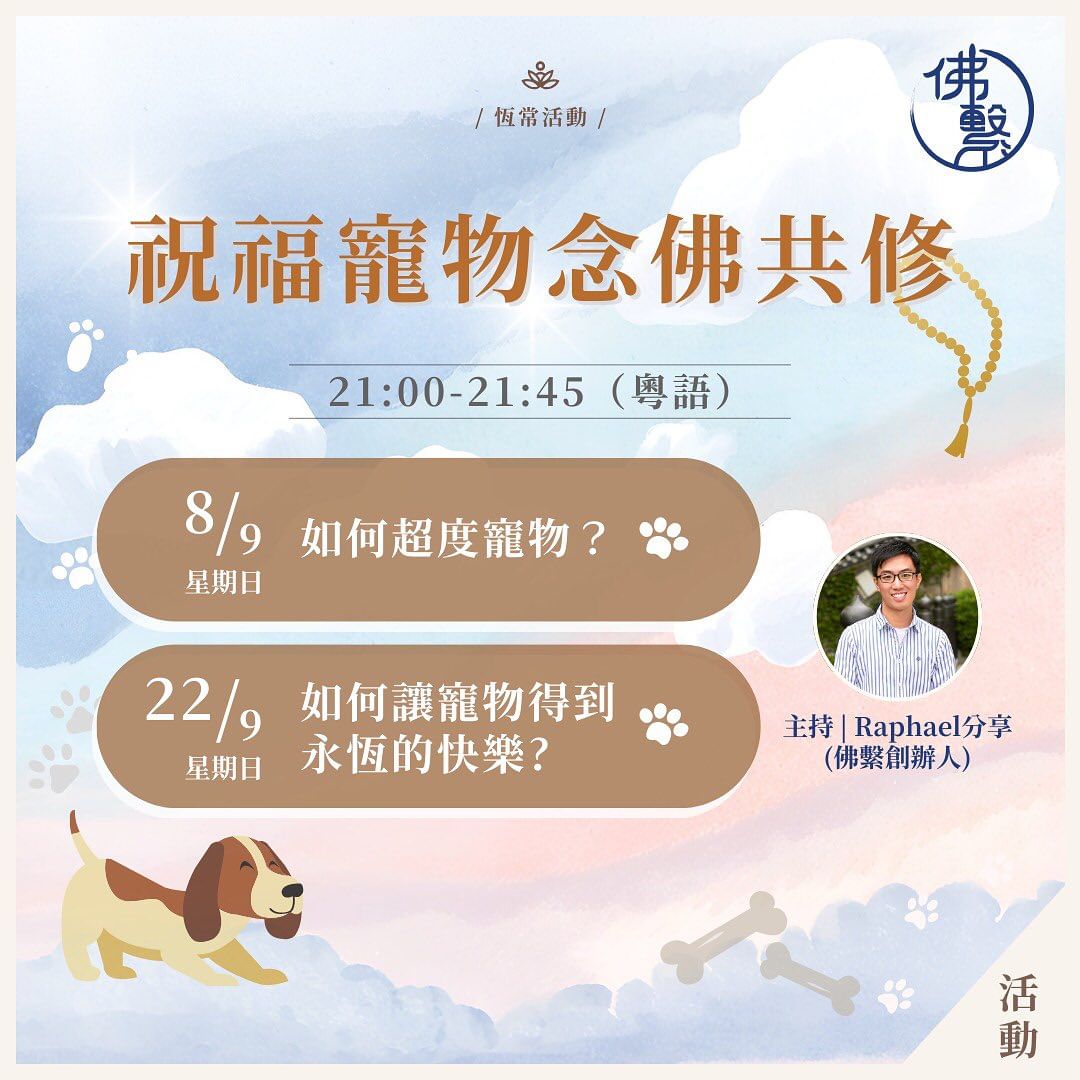 / 恆常活動 /
佛繫
祝福寵物念佛共修
21:00-21:45（粵語）
8/9
星期日
如何超度寵物？
22/9
星期日
如何讓寵物得到
永恆的快樂？
主持 | Raphael分享
(佛繫創辦人)
活動